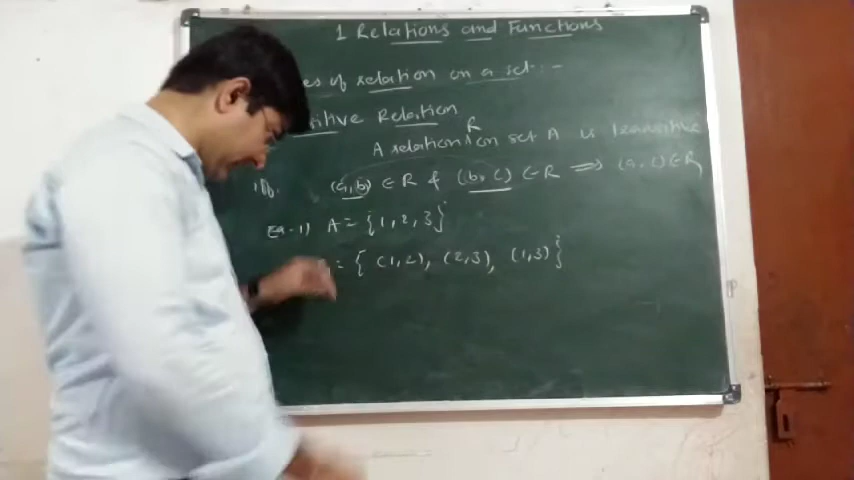 1 Relations and Functions
es of relation on a set :-
sitive Relation
A relation R on set A is transitive
iff. (a,b) ∈ R & (b,c) ∈ R ⟹ (a,c) ∈ R
Ex-1) A = {1,2,3}
= { (1,2), (2,3), (1,3)}